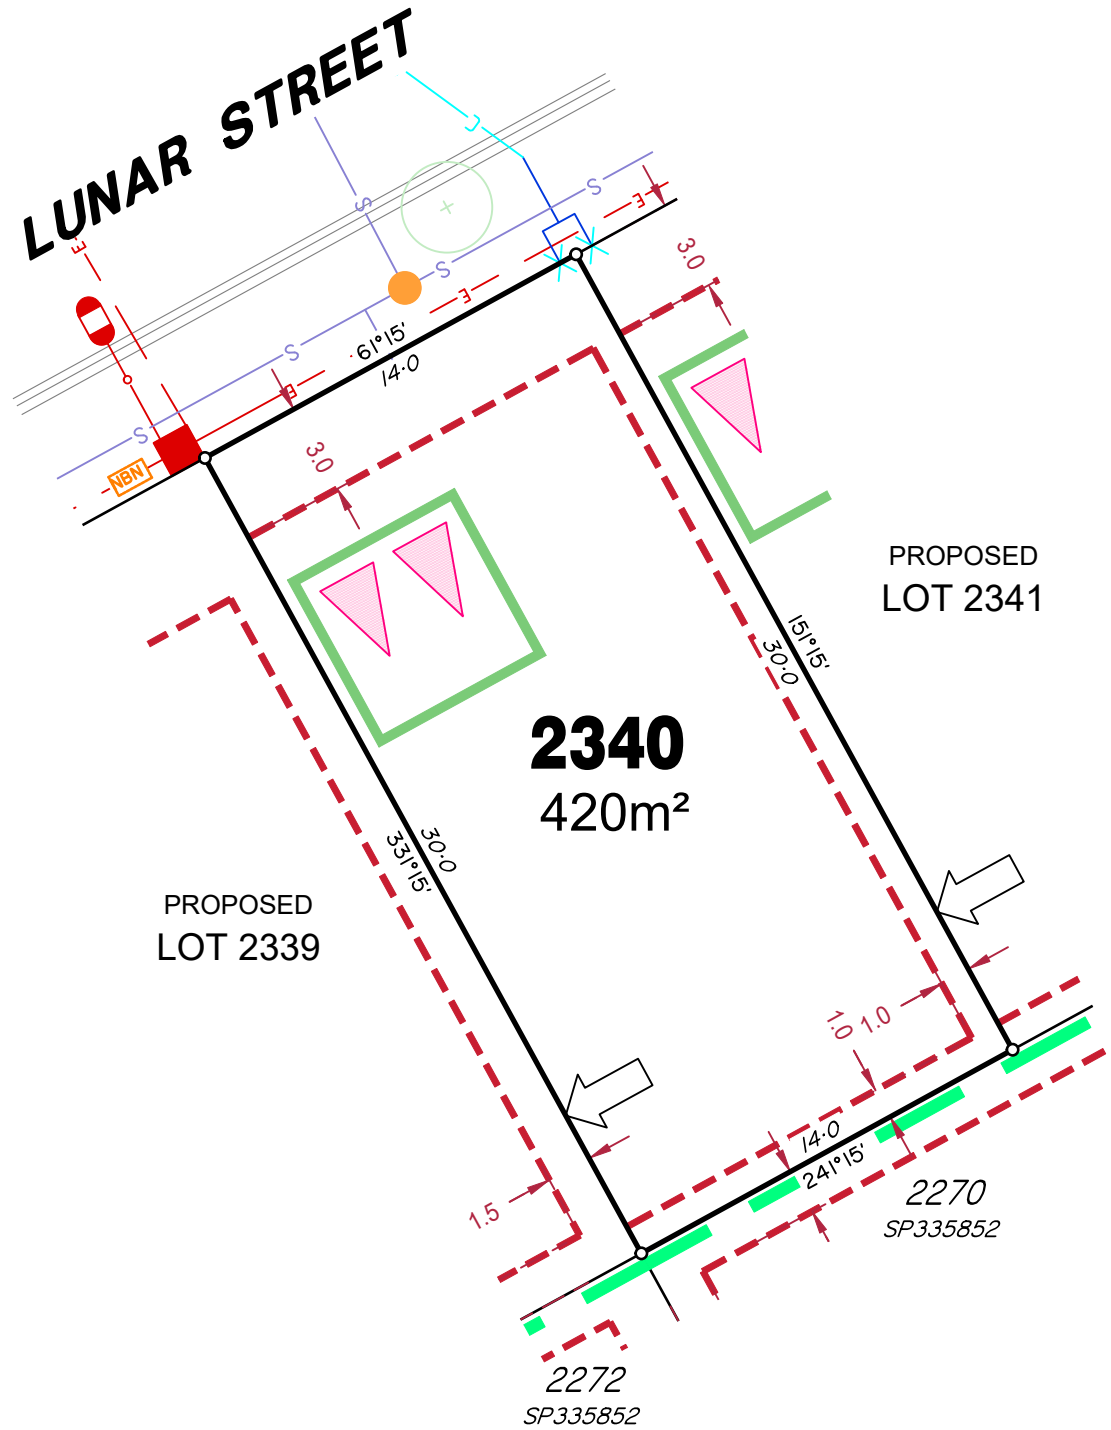 LUNAR STREET
C
S
S
E
3.0
E
S
E
61°15'
14·0
S
E
S
NBN
3.0
PROPOSED
LOT 2341
151°15'
30·0
2340
420m²
30·0
331°15'
PROPOSED
LOT 2339
1.0
1.0
14·0
241°15'
1.5
2270
SP335852
2272
SP335852